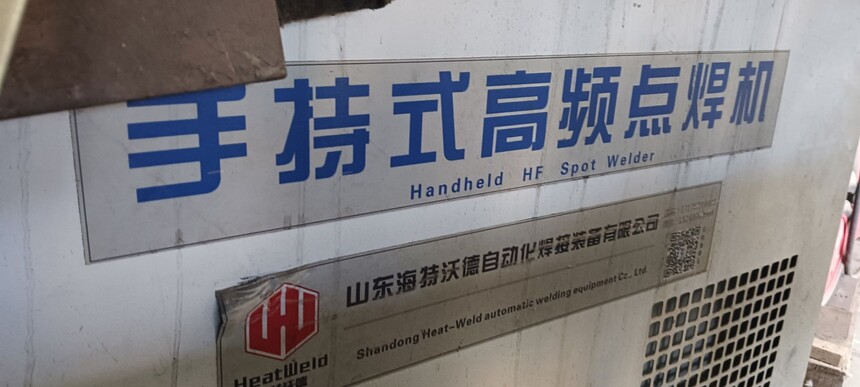 手持式高频点焊机
Handheld HF Spot Welder
山东海特沃德自动化焊接装备有限公司
Shandong Heat-Weld automatic welding equipment Co., Ltd.
HeatWeld